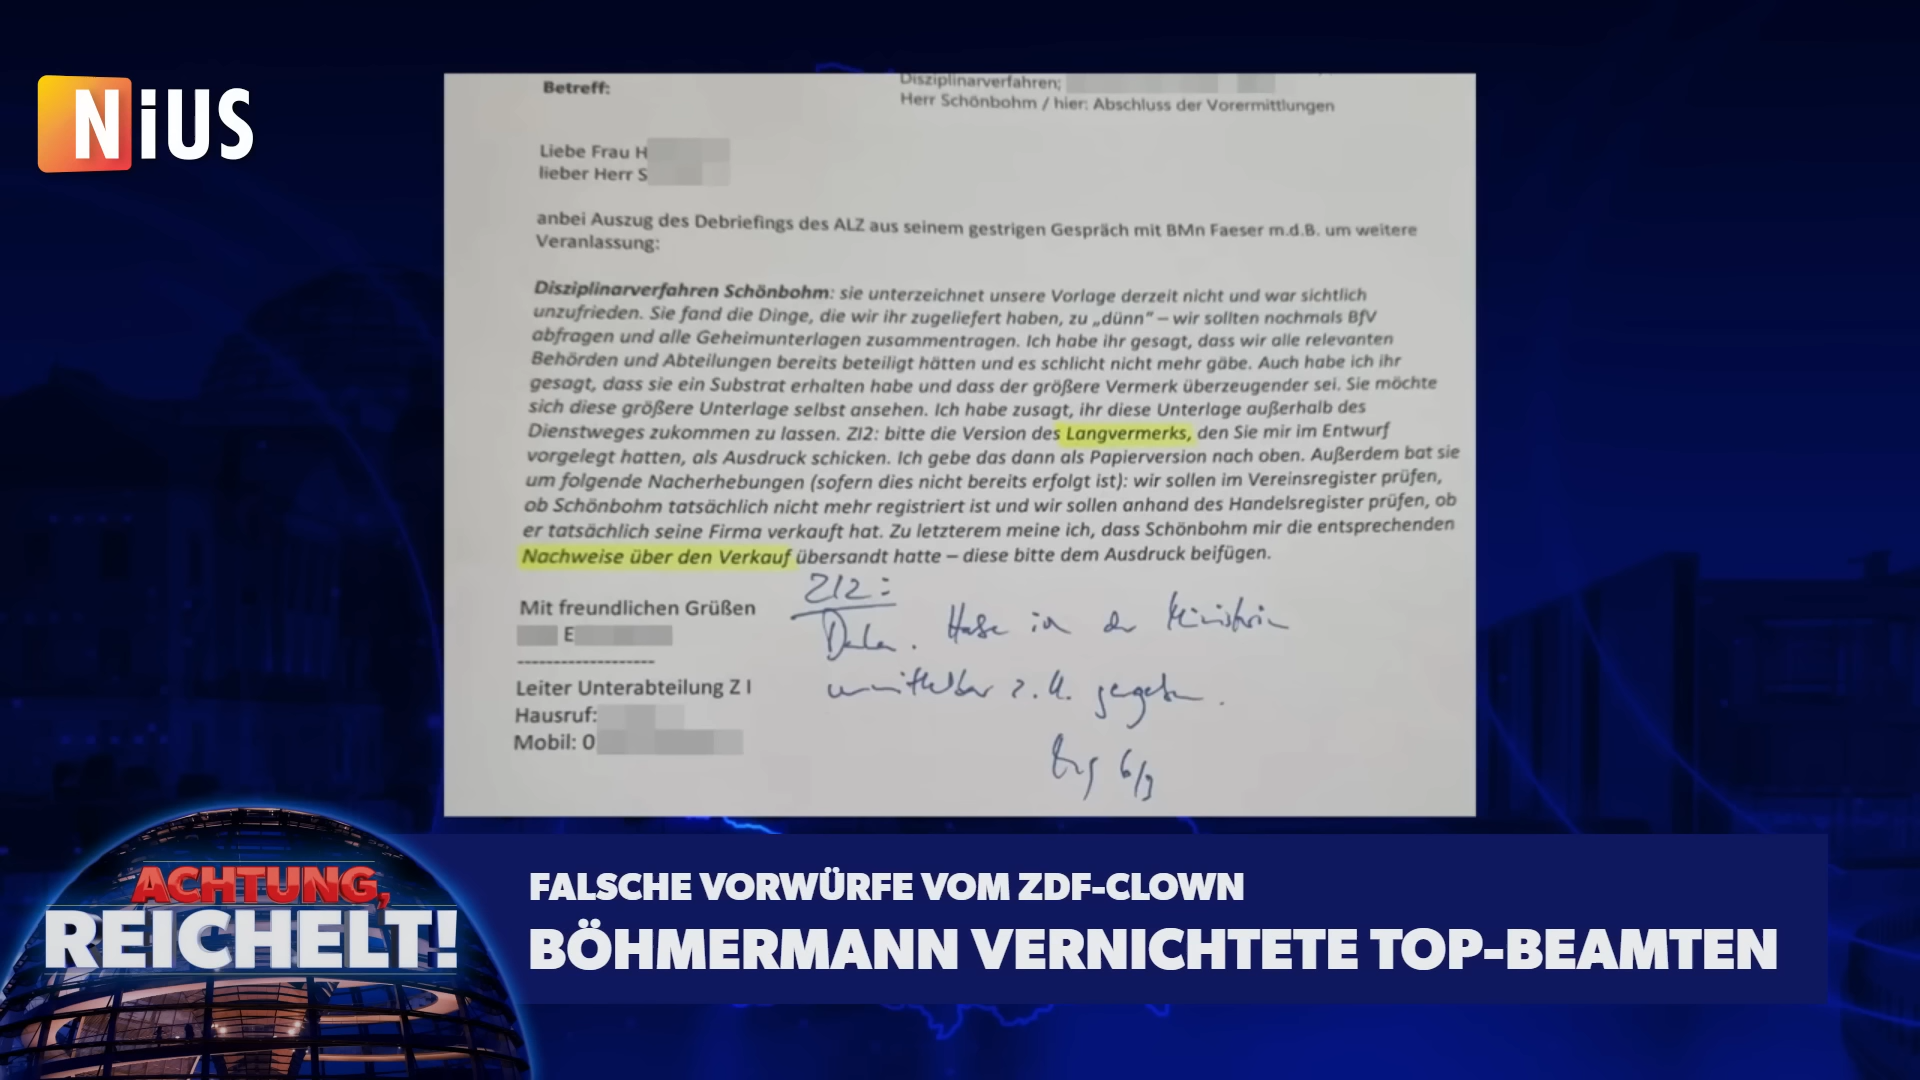 NiUS
Disziplinarverfahren;
Betreff:
Herr Schönbohm / hier: Abschluss der Vorermittlungen
Liebe Frau H
lieber Herr S
anbei Auszug des Debriefings des ALZ aus seinem gestrigen Gespräch mit BMn Faeser m.d.B. um weitere
Veranlassung:
Disziplinarverfahren Schönbohm: sie unterzeichnet unsere Vorlage derzeit nicht und war sichtlich
unzufrieden. Sie fand die Dinge, die wir ihr zugeliefert haben, zu „dünn“ – wir sollten nochmals BfV
abfragen und alle Geheimunterlagen zusammentragen. Ich habe ihr gesagt, dass wir alle relevanten
Behörden und Abteilungen bereits beteiligt hätten und es schlicht nicht mehr gäbe. Auch habe ich ihr
gesagt, dass sie ein Substrat erhalten habe und dass der größere Vermerk überzeugender sei. Sie möchte
sich diese größere Unterlage selbst ansehen. Ich habe zusagt, ihr diese Unterlage außerhalb des
Dienstweges zukommen zu lassen. ZI2: bitte die Version des Langvermerks, den Sie mir im Entwurf
vorgelegt hatten, als Ausdruck schicken. Ich gebe das dann als Papierversion nach oben. Außerdem bat sie
um folgende Nacherhebungen (sofern dies nicht bereits erfolgt ist): wir sollen im Vereinsregister prüfen,
ob Schönbohm tatsächlich nicht mehr registriert ist und wir sollen anhand des Handelsregister prüfen, ob
er tatsächlich seine Firma verkauft hat. Zu letzterem meine ich, dass Schönbohm mir die entsprechenden
Nachweise über den Verkauf übersandt hatte – diese bitte dem Ausdruck beifügen.
ZI2:
Mit freundlichen Grüßen
Habe ich der Ministerin
E
-------------------
unmittelbar z. K. gegeben.
Leiter Unterabteilung Z I
Hausruf:
Mobil: 0
6/3
ACHTUNG,
REICHELT!
FALSCHE VORWÜRFE VOM ZDF-CLOWN
BÖHMERMANN VERNICHTETE TOP-BEAMTEN